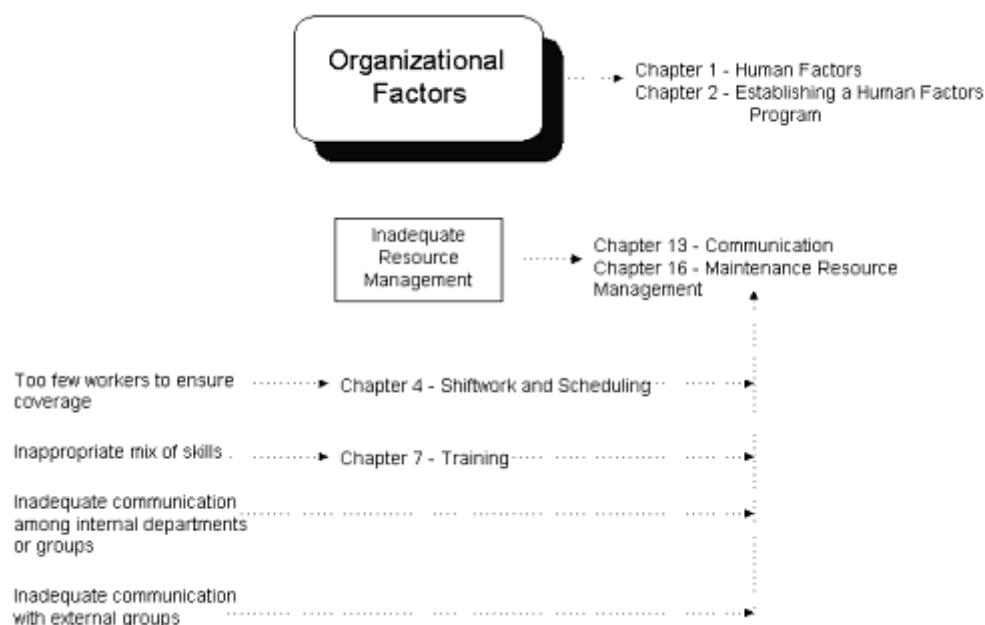 Organizational
Factors
Chapter 1 - Human Factors
Chapter 2 - Establishing a Human Factors
Program
Inadequate
Resource
Management
Chapter 13 - Communication
Chapter 16 - Maintenance Resource
Management
Too few workers to ensure
coverage
Chapter 4 - Shiftwork and Scheduling
Inappropriate mix of skills
Chapter 7 - Training
Inadequate communication
among internal departments
or groups
Inadequate communication
with external groups